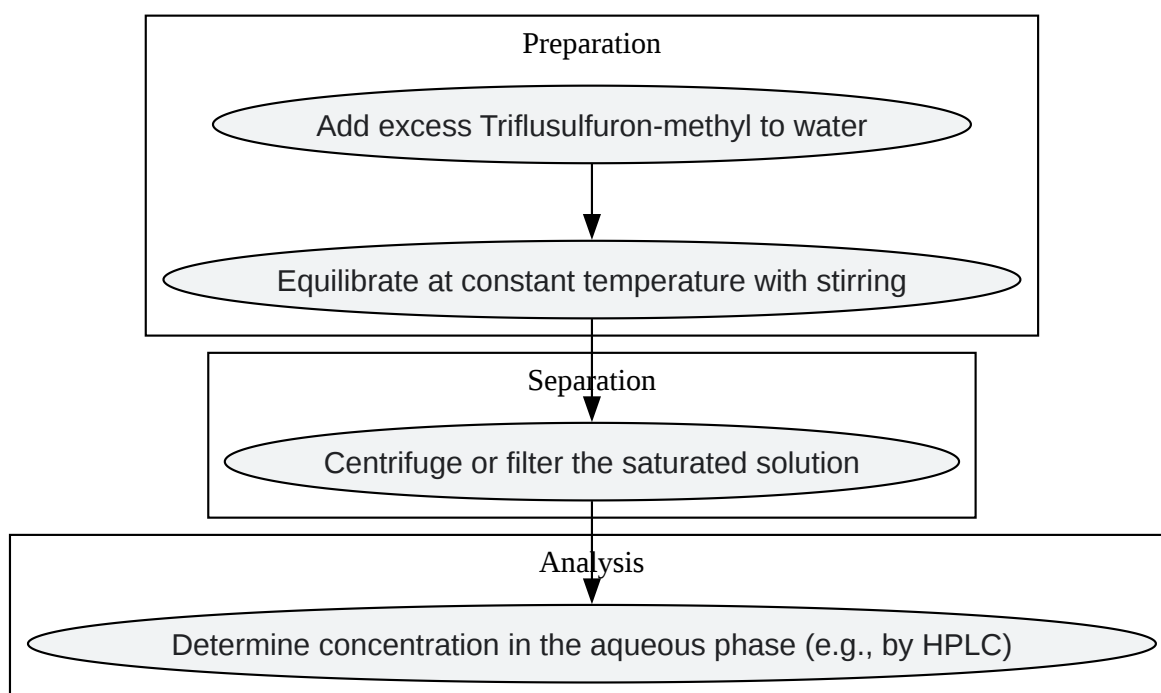 Preparation
Add excess Triflusulfuron-methyl to water
Equilibrate at constant temperature with stirring
Separation
Centrifuge or filter the saturated solution
Analysis
Determine concentration in the aqueous phase (e.g., by HPLC)